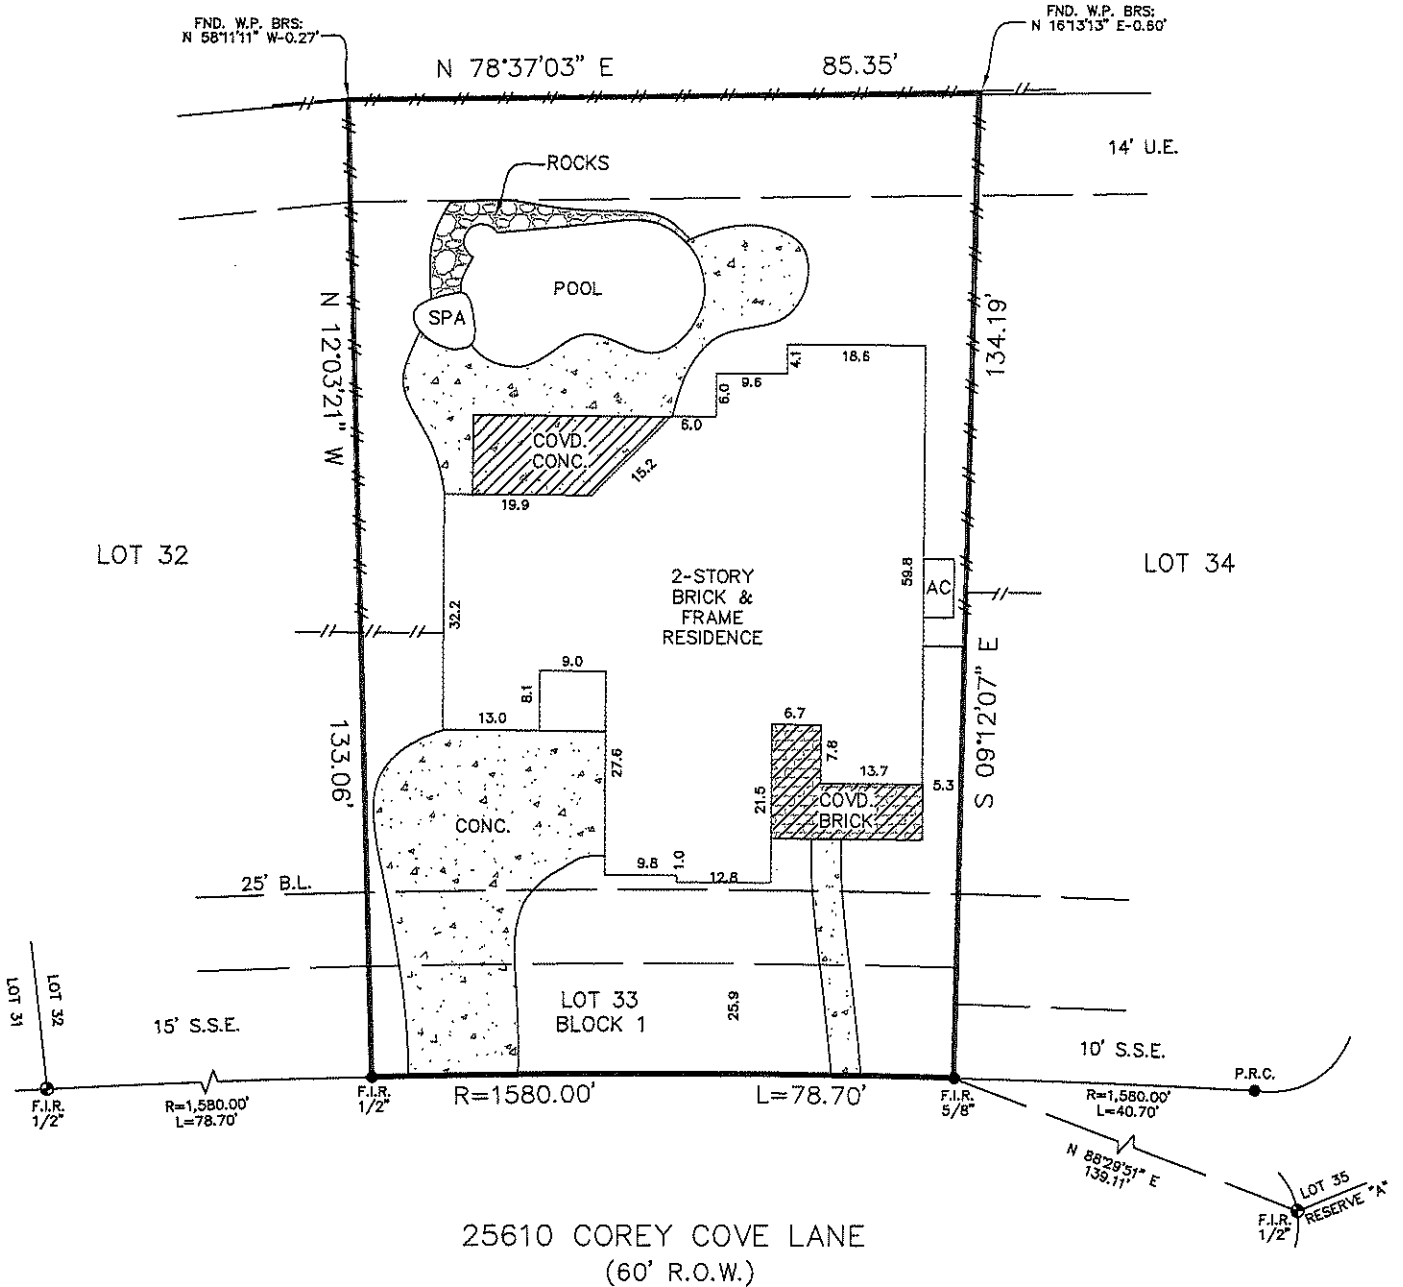 FND. W.P. BRS:
N 58°11'11" W-0.27'
FND. W.P. BRS:
N 16°13'13" E-0.60'
N 78°37'03" E
85.35'
14' U.E.
ROCKS
POOL
SPA
N 12°03'21" W
133.06'
134.19'
S 09°12'07" E
18.6
4.1
9.6
6.0
6.0
COVD.
CONC.
15.2
19.9
LOT 32
LOT 34
2-STORY
BRICK &
FRAME
RESIDENCE
59.8
AC
32.2
9.0
8.1
13.0
27.6
6.7
7.8
13.7
5.3
21.5
COVD.
BRICK
CONC.
9.8
1.0
12.8
25' B.L.
LOT 31
LOT 32
15' S.S.E.
LOT 33
BLOCK 1
25.9
10' S.S.E.
P.R.C.
F.I.R.
1/2"
R=1,580.00'
L=78.70'
F.I.R.
1/2"
R=1580.00'
L=78.70'
F.I.R.
5/8"
R=1,580.00'
L=40.70'
N 88°29'51" E
139.11'
LOT 35
RESERVE "A"
F.I.R.
1/2"
25610 COREY COVE LANE
(60' R.O.W.)